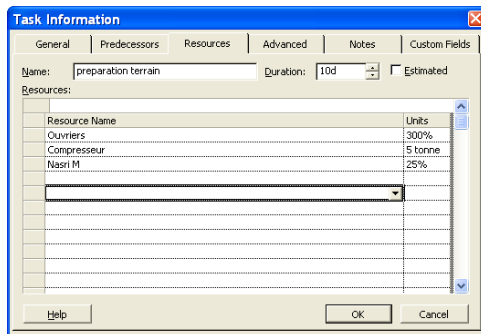 Task Information
General Predecessors Resources Advanced Notes Custom Fields
Name: preparation terrain Duration: 10d Estimated
Resources:
Resource Name Units
Ouvriers 300%
Compresseur 5 tonne
Nasri M 25%
Help OK Cancel